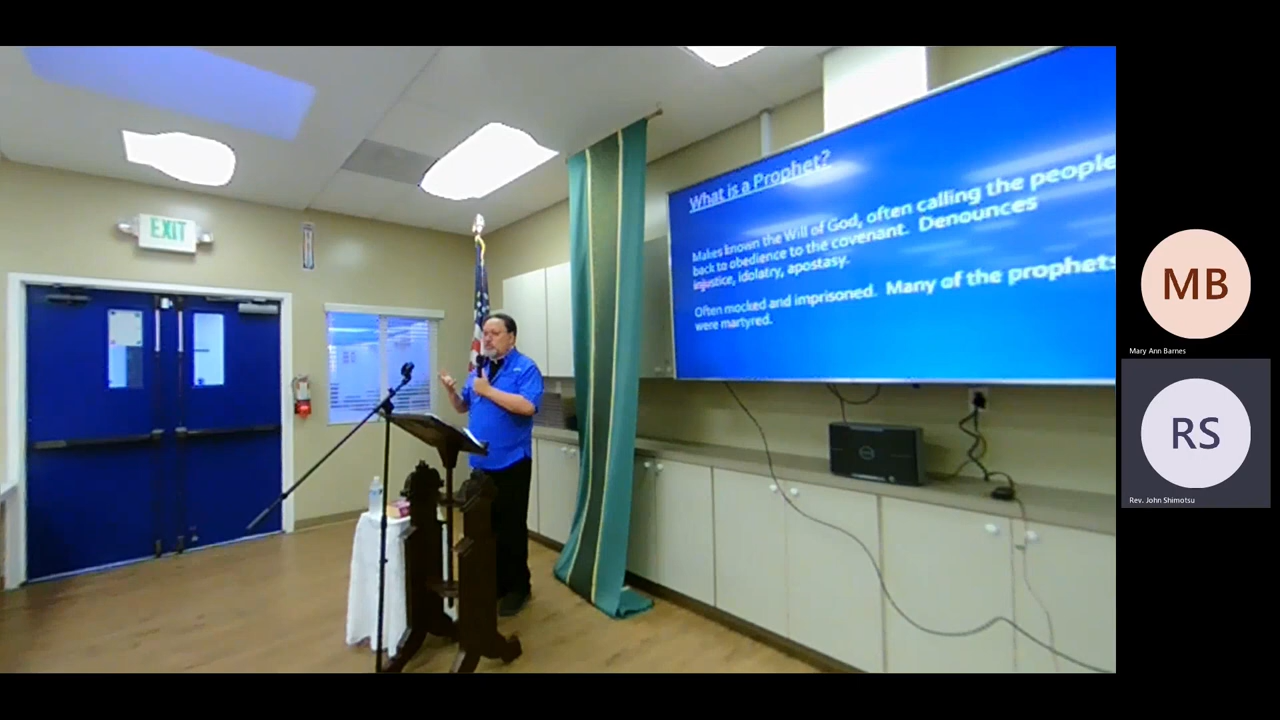 EXIT
What is a Prophet?
Makes known the Will of God, often calling the people
back to obedience to the covenant. Denounces
injustice, idolatry, apostasy.
Often mocked and imprisoned. Many of the prophets
were martyred.
DELL
MB
Mary Ann Barnes
RS
Rev. John Shimotsu